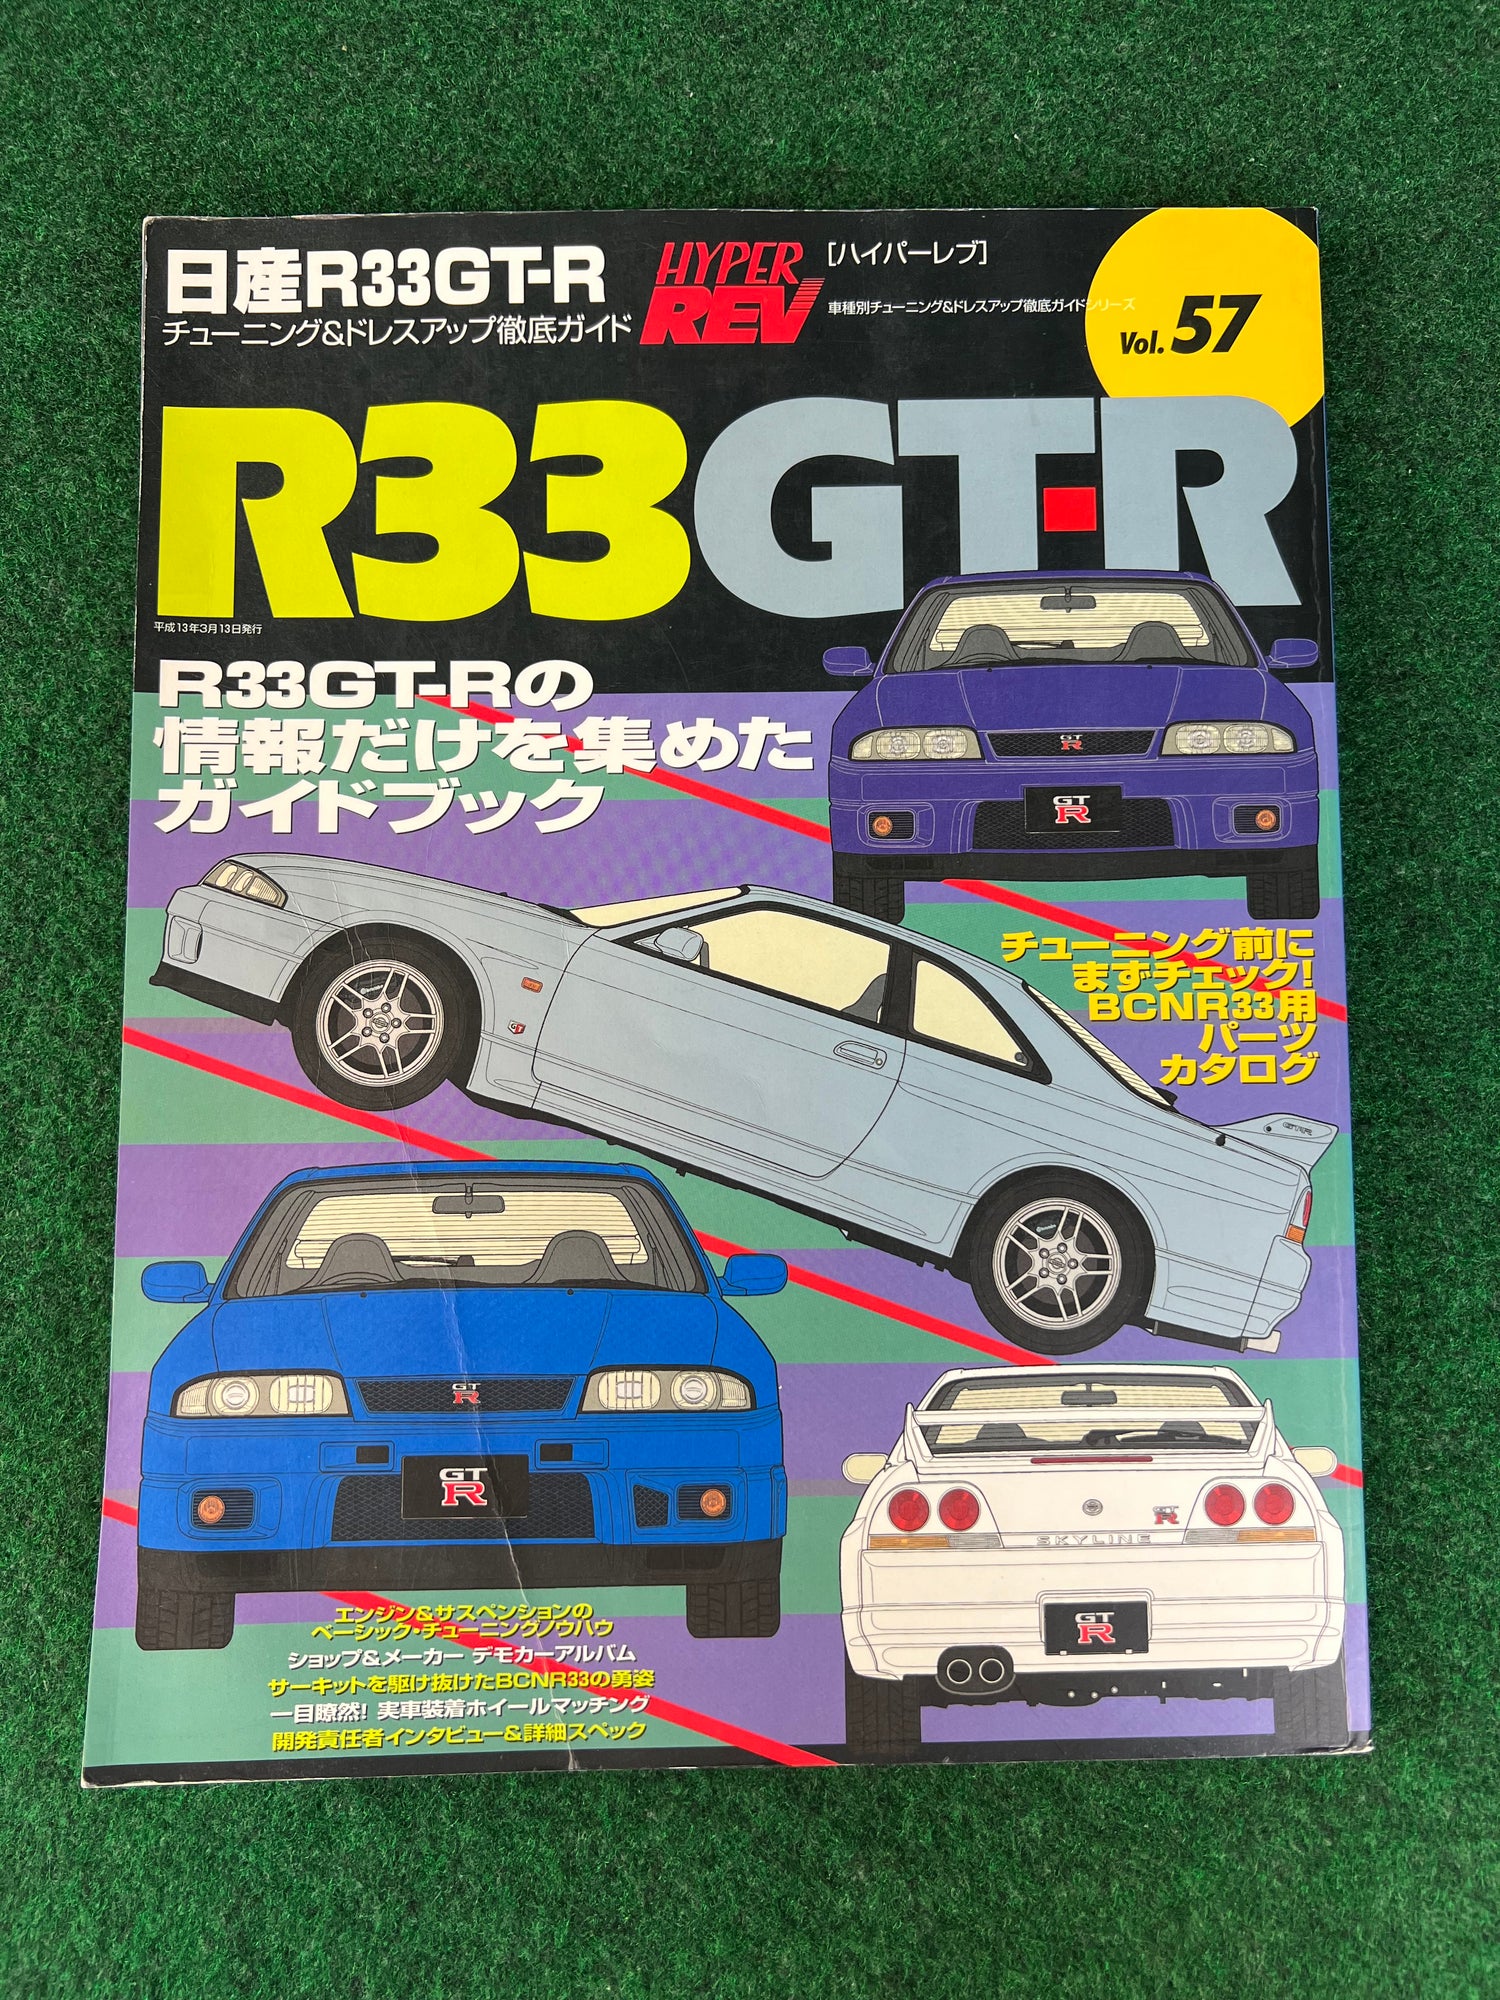 日産R33GT-R
チューニング&ドレスアップ徹底ガイド
HYPER
REV
[ハイパーレブ]
車種別チューニング&ドレスアップ徹底ガイドシリーズ
Vol. 57
R33GT-R
平成13年3月13日発行
R33GT-Rの
情報だけを集めた
ガイドブック
GT
R
GT
R
チューニング前に
まずチェック!
BCNR33用
パーツ
カタログ
GT
GT-R
GT
R
GT
R
GT
R
SKYLINE
GT
R
エンジン&サスペンションの
ベーシック・チューニングノウハウ
ショップ&メーカー デモカーアルバム
サーキットを駆け抜けたBCNR33の勇姿
一目瞭然! 実車装着ホイールマッチング
開発責任者インタビュー&詳細スペック